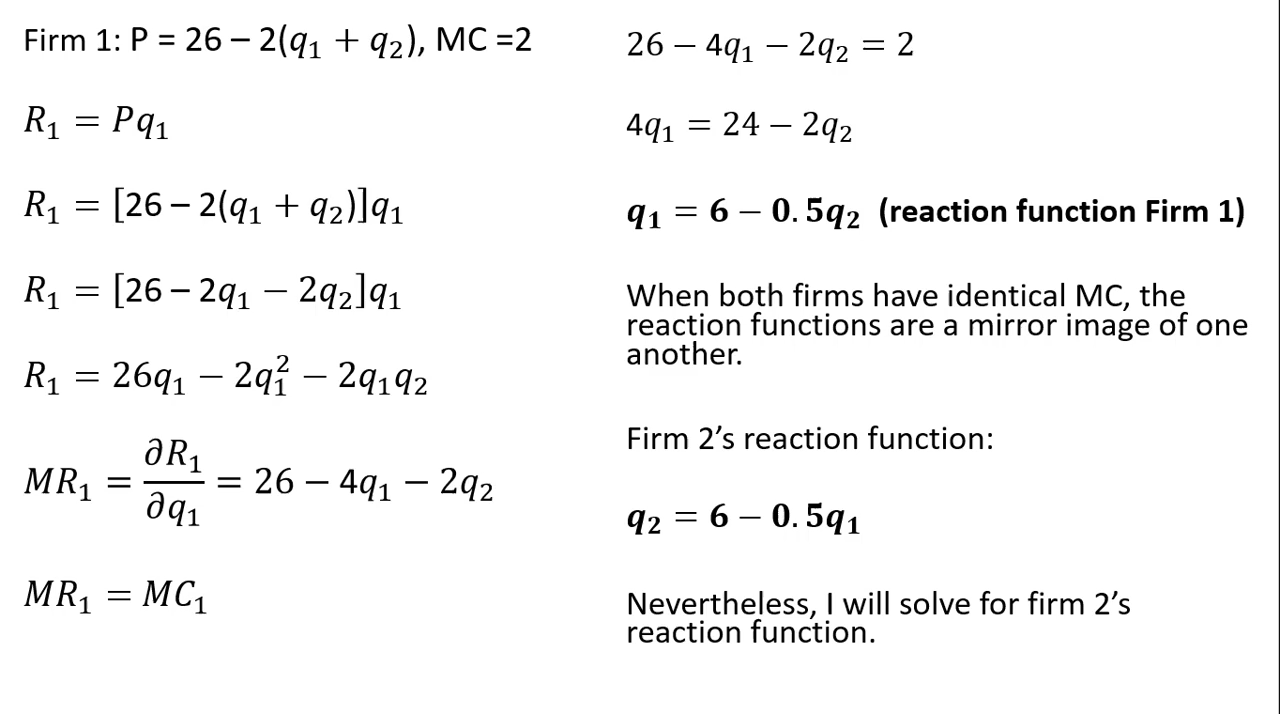 Firm 1: P = 26 – 2(q₁ + q₂), MC =2
R₁ = Pq₁
R₁ = [26 – 2(q₁ + q₂)]q₁
R₁ = [26 – 2q₁ − 2q₂]q₁
R₁ = 26q₁ − 2q₁² − 2q₁q₂
MR₁ = ∂R₁/∂q₁ = 26 − 4q₁ − 2q₂
MR₁ = MC₁
26 − 4q₁ − 2q₂ = 2
4q₁ = 24 − 2q₂
q₁ = 6 − 0.5q₂ (reaction function Firm 1)
When both firms have identical MC, the
reaction functions are a mirror image of one
another.
Firm 2’s reaction function:
q₂ = 6 − 0.5q₁
Nevertheless, I will solve for firm 2’s
reaction function.